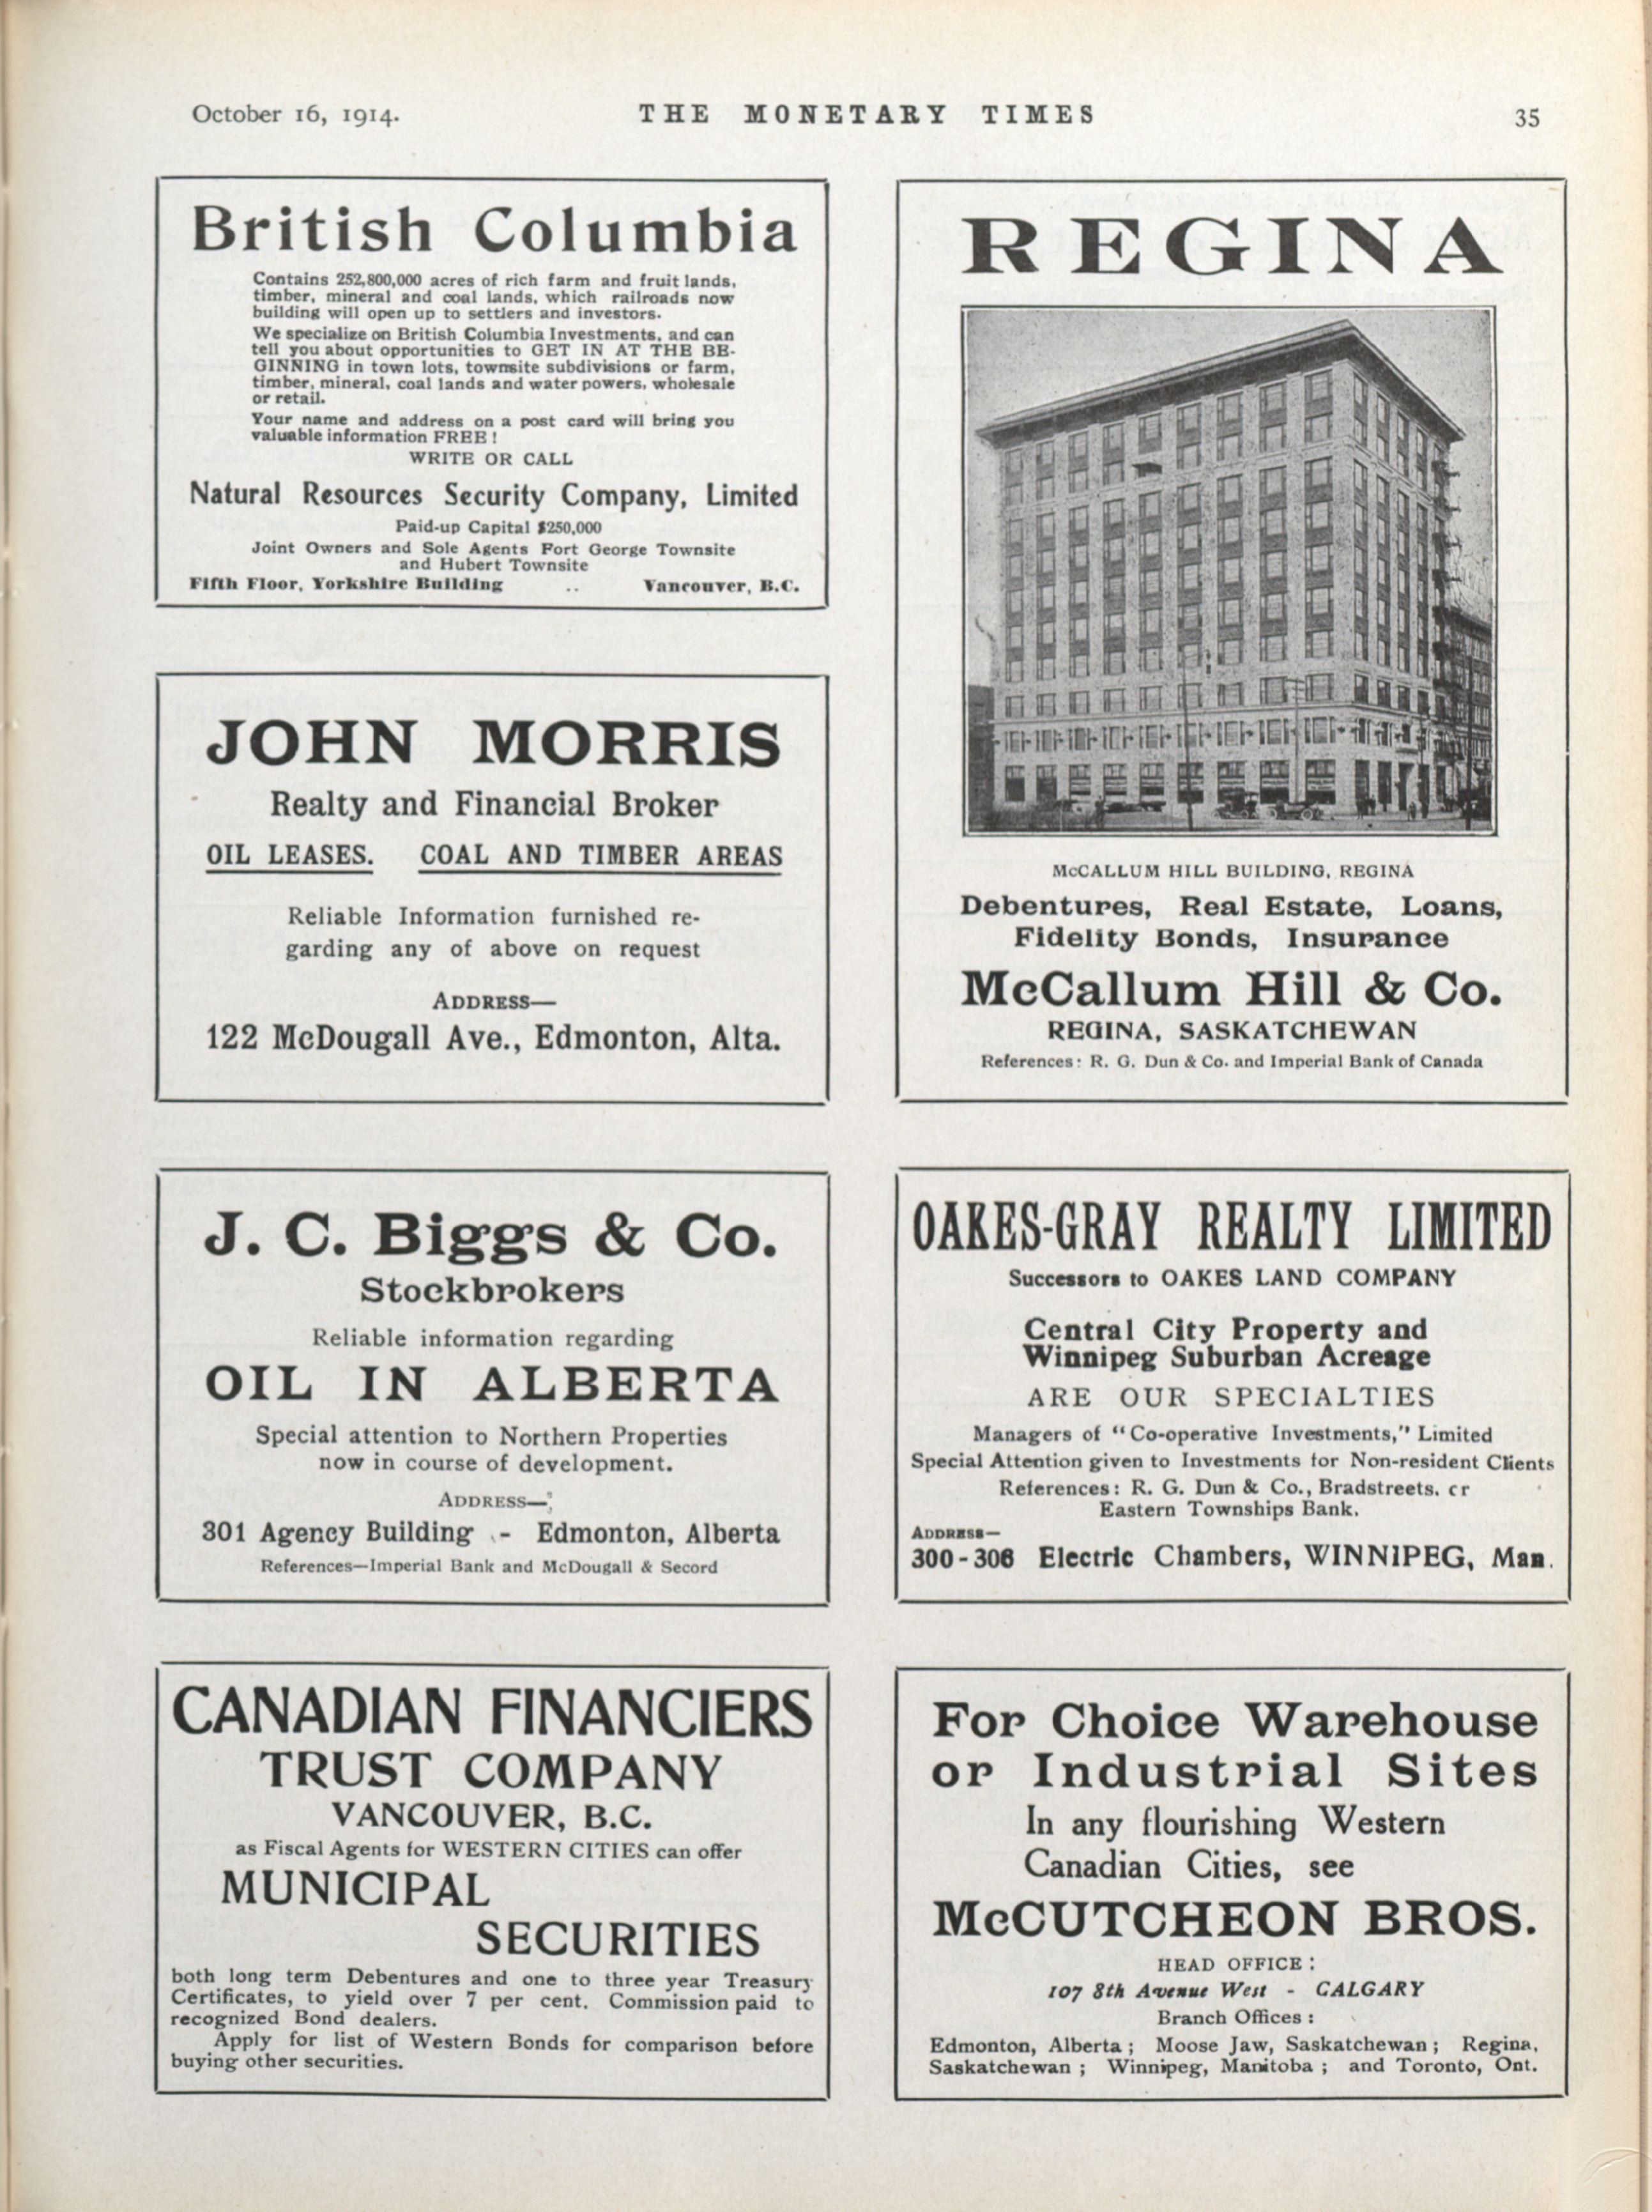 October 16, 1914.
THE MONETARY TIMES
35
British Columbia
Contains 252,800,000 acres of rich farm and fruit lands,
timber, mineral and coal lands, which railroads now
building will open up to settlers and investors.
We specialize on British Columbia Investments, and can
tell you about opportunities to GET IN AT THE BE-
GINNING in town lots, townsite subdivisions or farm,
timber, mineral, coal lands and water powers, wholesale
or retail.
Your name and address on a post card will bring you
valuable information FREE!
WRITE OR CALL
Natural Resources Security Company, Limited
Paid-up Capital $250,000
Joint Owners and Sole Agents Fort George Townsite
and Hubert Townsite
Fifth Floor, Yorkshire Building .. Vancouver, B.C.
JOHN MORRIS
Realty and Financial Broker
OIL LEASES. COAL AND TIMBER AREAS
Reliable Information furnished re-
garding any of above on request
ADDRESS—
122 McDougall Ave., Edmonton, Alta.
J. C. Biggs & Co.
Stockbrokers
Reliable information regarding
OIL IN ALBERTA
Special attention to Northern Properties
now in course of development.
ADDRESS—
301 Agency Building - Edmonton, Alberta
References—Imperial Bank and McDougall & Secord
CANADIAN FINANCIERS
TRUST COMPANY
VANCOUVER, B.C.
as Fiscal Agents for WESTERN CITIES can offer
MUNICIPAL
SECURITIES
both long term Debentures and one to three year Treasury
Certificates, to yield over 7 per cent. Commission paid to
recognized Bond dealers.
Apply for list of Western Bonds for comparison before
buying other securities.
REGINA
McCALLUM HILL BUILDING, REGINA
Debentures, Real Estate, Loans,
Fidelity Bonds, Insurance
McCallum Hill & Co.
REGINA, SASKATCHEWAN
References: R. G. Dun & Co. and Imperial Bank of Canada
OAKES-GRAY REALTY LIMITED
Successors to OAKES LAND COMPANY
Central City Property and
Winnipeg Suburban Acreage
ARE OUR SPECIALTIES
Managers of "Co-operative Investments," Limited
Special Attention given to Investments for Non-resident Clients
References: R. G. Dun & Co., Bradstreets. cr
Eastern Townships Bank.
ADDRESS—
300-306 Electric Chambers, WINNIPEG, Man.
For Choice Warehouse
or Industrial Sites
In any flourishing Western
Canadian Cities, see
McCUTCHEON BROS.
HEAD OFFICE:
107 8th Avenue West - CALGARY
Branch Offices:
Edmonton, Alberta; Moose Jaw, Saskatchewan; Regina,
Saskatchewan; Winnipeg, Manitoba; and Toronto, Ont.